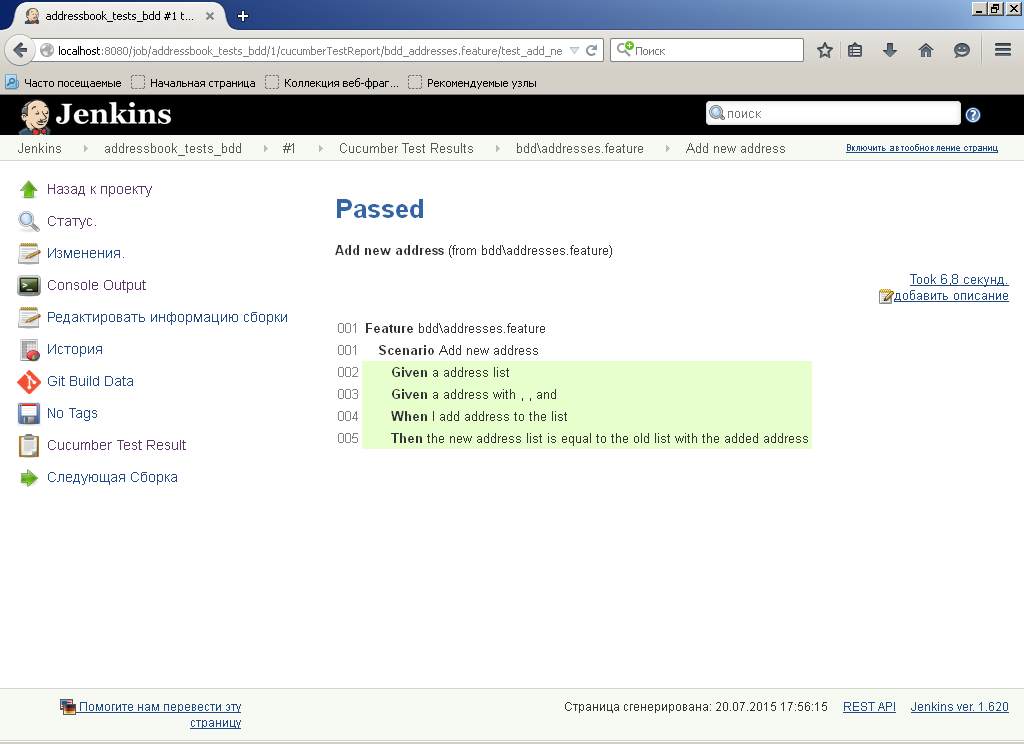 addressbook_tests_bdd #1 t...
localhost:8080/job/addressbook_tests_bdd/1/cucumberTestReport/bdd_addresses.feature/test_add_ne
Поиск
Часто посещаемые
Начальная страница
Коллекция веб-фраг...
Рекомендуемые узлы
Jenkins
поиск
Jenkins
addressbook_tests_bdd
#1
Cucumber Test Results
bdd\addresses.feature
Add new address
Включить автообновление страниц
Назад к проекту
Статус.
Изменения.
Console Output
Редактировать информацию сборки
История
Git Build Data
No Tags
Cucumber Test Result
Следующая Сборка
Passed
Add new address (from bdd\addresses.feature)
Took 6,8 секунд.
добавить описание
001 Feature bdd\addresses.feature
001 Scenario Add new address
002 Given a address list
003 Given a address with , , and
004 When I add address to the list
005 Then the new address list is equal to the old list with the added address
Помогите нам перевести эту
страницу
Страница сгенерирована: 20.07.2015 17:56:15
REST API
Jenkins ver. 1.620